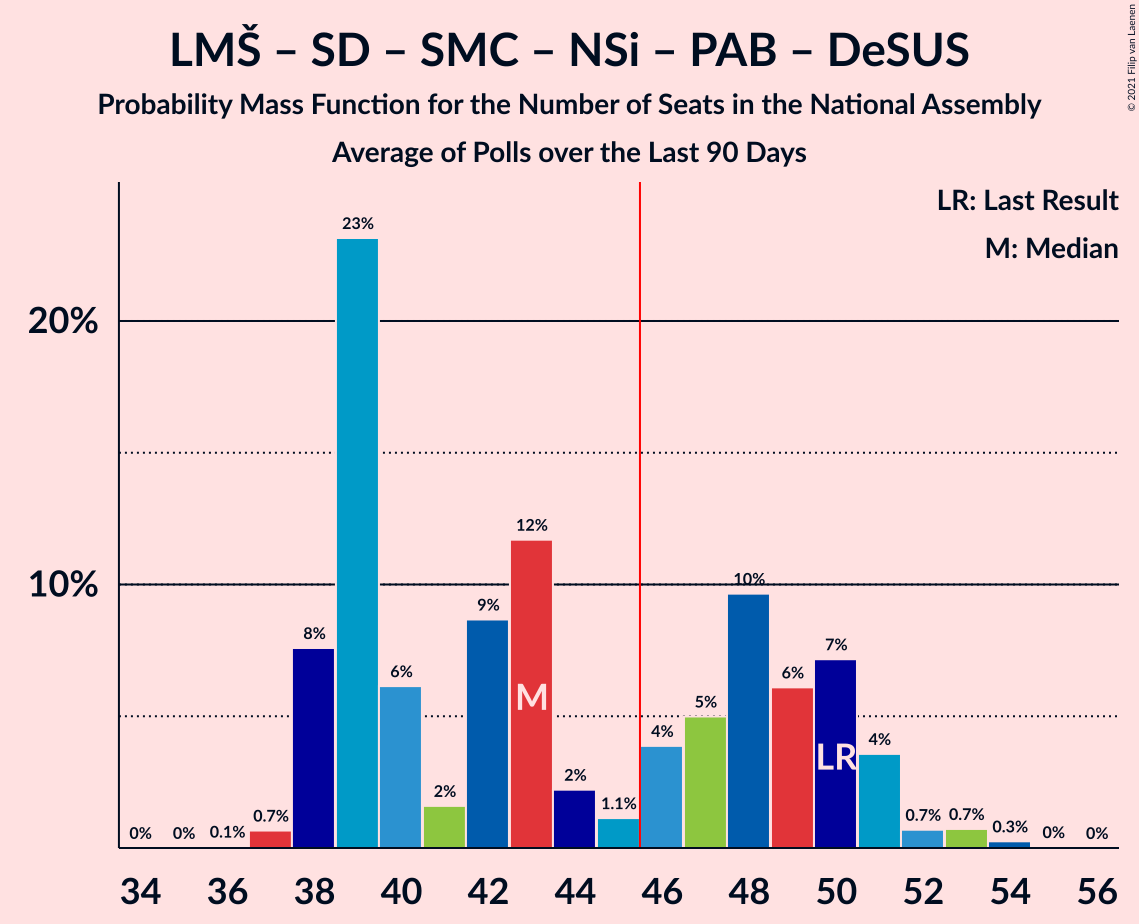 LMŠ – SD – SMC – NSi – PAB – DeSUS
Probability Mass Function for the Number of Seats in the National Assembly
Average of Polls over the Last 90 Days
© 2021 Filip van Laenen
LR: Last Result
M: Median
20%
10%
0%
0%
0.1%
0.7%
8%
23%
6%
2%
9%
12%
2%
1.1%
4%
5%
10%
6%
7%
4%
0.7%
0.7%
0.3%
0%
0%
M
LR
34 36 38 40 42 44 46 48 50 52 54 56